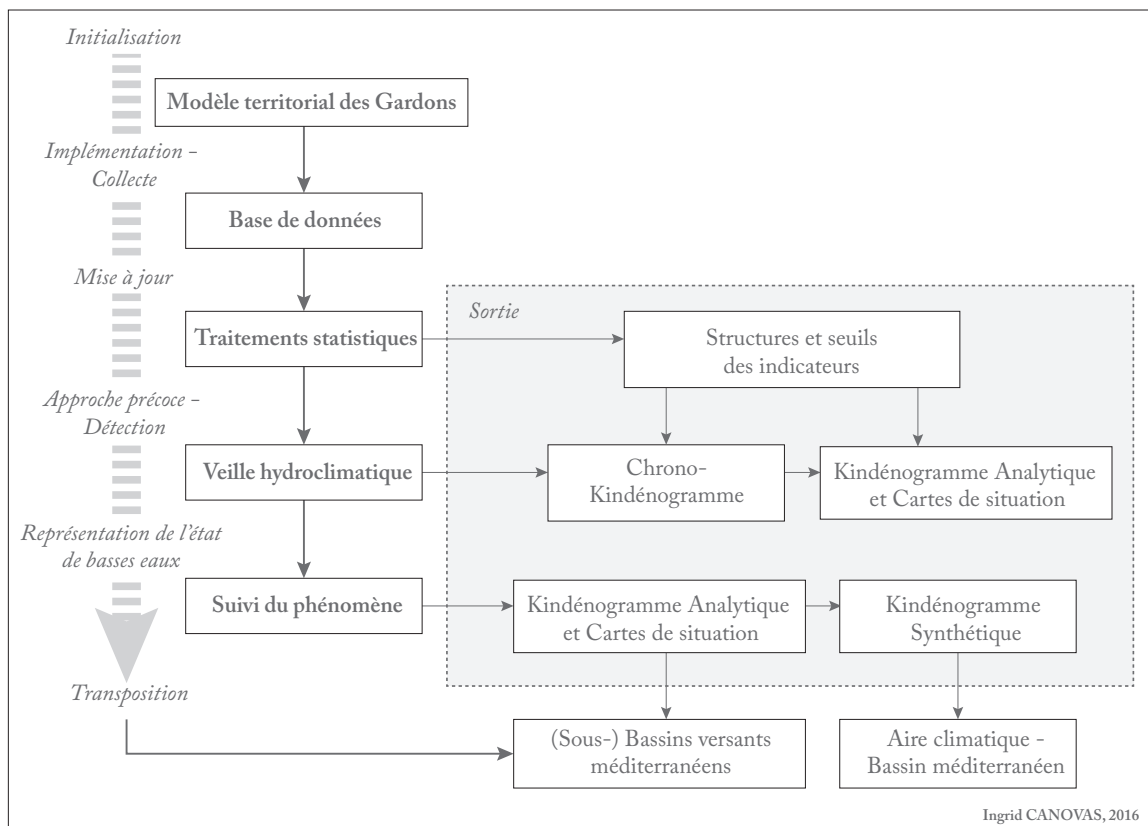 Initialisation
Modèle territorial des Gardons
Implémentation -
Collecte
Base de données
Mise à jour
Sortie
Traitements statistiques
Structures et seuils
des indicateurs
Approche précoce -
Détection
Veille hydroclimatique
Chrono-
Kindénogramme
Kindénogramme Analytique
et Cartes de situation
Représentation de l'état
de basses eaux
Suivi du phénomène
Kindénogramme Analytique
et Cartes de situation
Kindénogramme
Synthétique
Transposition
(Sous-) Bassins versants
méditerranéens
Aire climatique -
Bassin méditerranéen
Ingrid CANOVAS, 2016